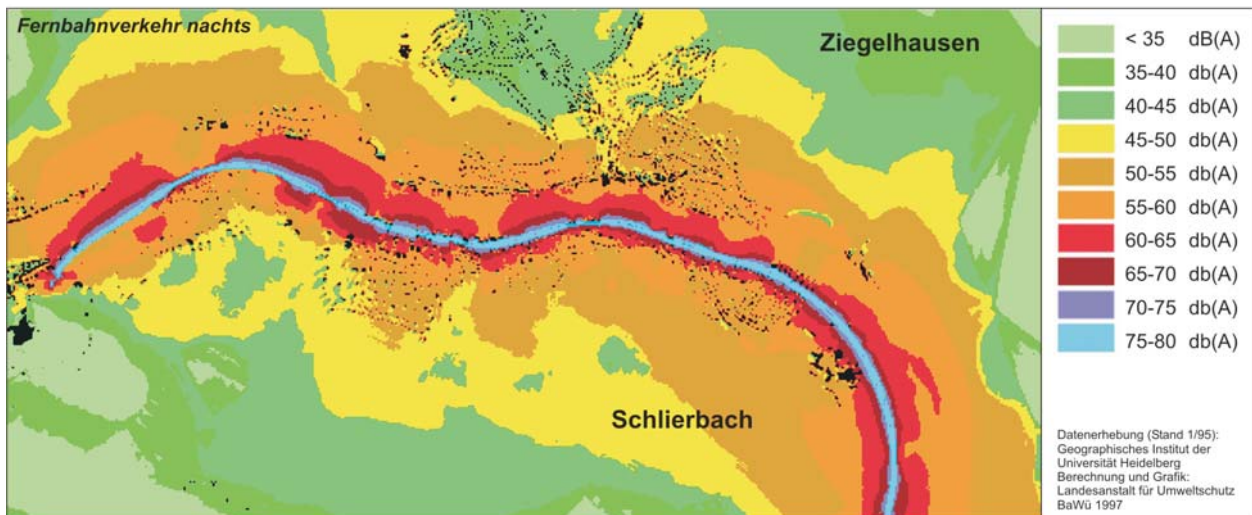 Fernbahnverkehr nachts
Ziegelhausen
Schlierbach
< 35 dB(A)
35-40 db(A)
40-45 db(A)
45-50 db(A)
50-55 db(A)
55-60 db(A)
60-65 db(A)
65-70 db(A)
70-75 db(A)
75-80 db(A)
Datenerhebung (Stand 1/95):
Geographisches Institut der
Universität Heidelberg
Berechnung und Grafik:
Landesanstalt für Umweltschutz
BaWü 1997